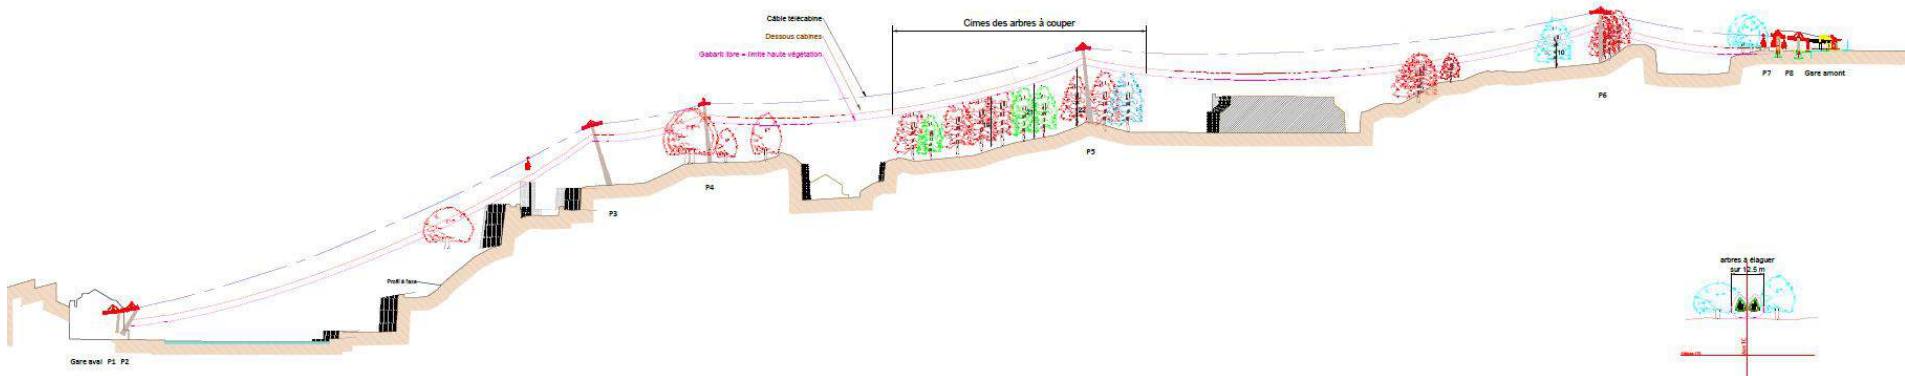 Câble télécabine
Dessous cabines
Gabarit libre = limite haute végétation
Cimes des arbres à couper
P3
P4
P5
P6
P7 P8 Gare amont
Profil à l'axe
Gare aval P1 P2
arbres à élaguer
sur 12.5 m